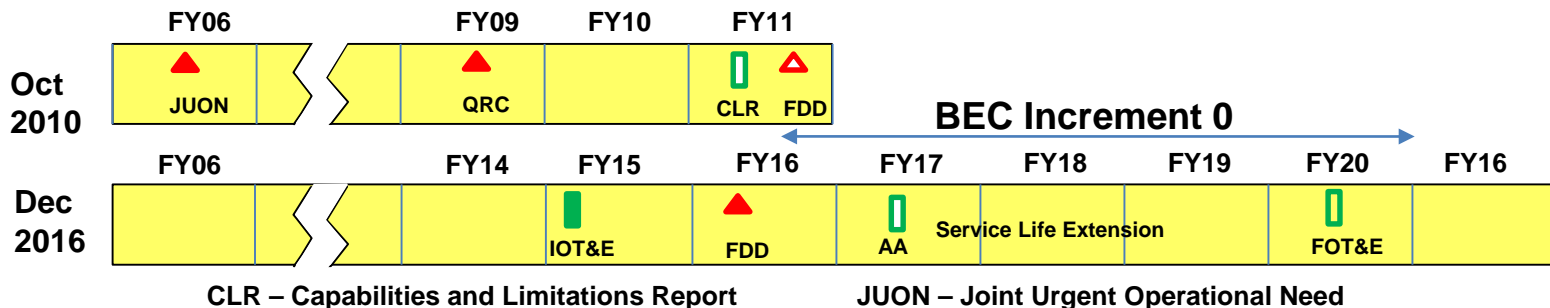 FY06 FY09 FY10 FY11
Oct 2010
JUON QRC CLR FDD
BEC Increment 0
FY06 FY14 FY15 FY16 FY17 FY18 FY19 FY20 FY16
Dec 2016
IOT&E FDD AA Service Life Extension FOT&E
CLR – Capabilities and Limitations Report JUON – Joint Urgent Operational Need